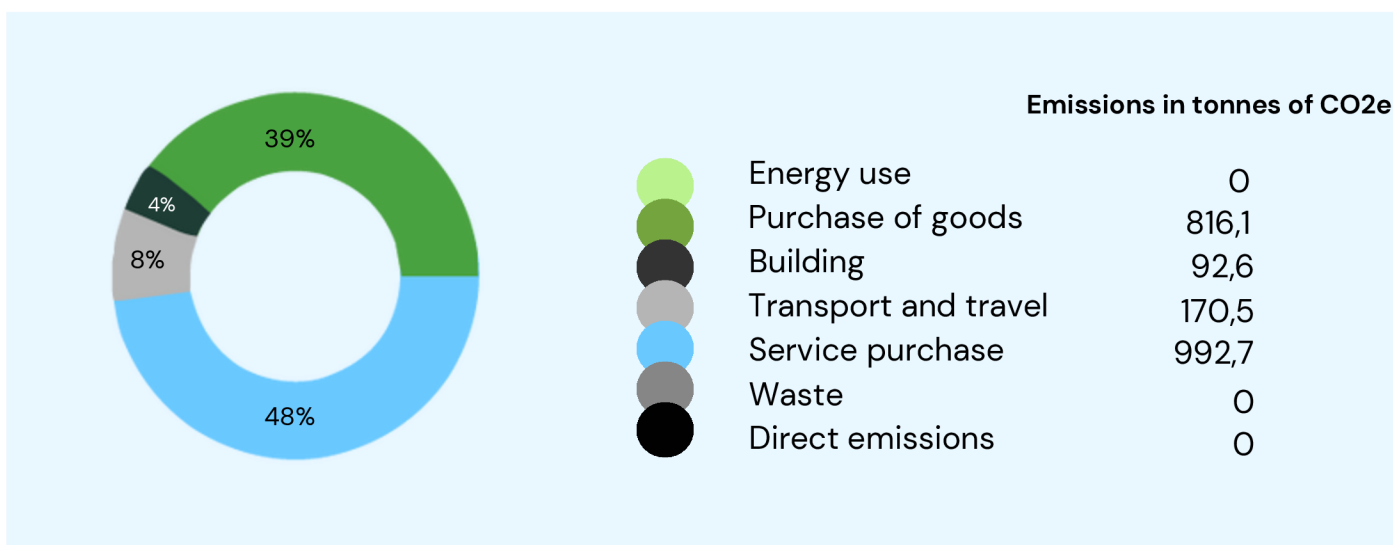 Emissions in tonnes of CO2e
39%
4%
8%
48%
Energy use 0
Purchase of goods 816,1
Building 92,6
Transport and travel 170,5
Service purchase 992,7
Waste 0
Direct emissions 0